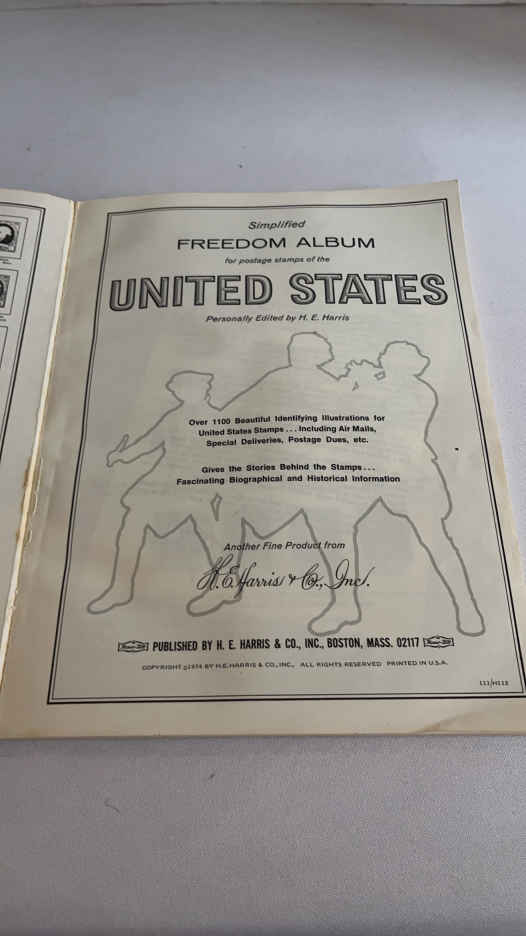 Simplified
FREEDOM ALBUM
for postage stamps of the
UNITED STATES
Personally Edited by H. E. Harris
Over 1100 Beautiful Identifying Illustrations for
United States Stamps . . . Including Air Mails,
Special Deliveries, Postage Dues, etc.
Gives the Stories Behind the Stamps . . .
Fascinating Biographical and Historical Information
Another Fine Product from
H. E. Harris & Co., Inc.
PUBLISHED BY H. E. HARRIS & CO., INC., BOSTON, MASS. 02117
COPYRIGHT ©1974 BY H.E.HARRIS & CO., INC., ALL RIGHTS RESERVED PRINTED IN U.S.A.
111/H112